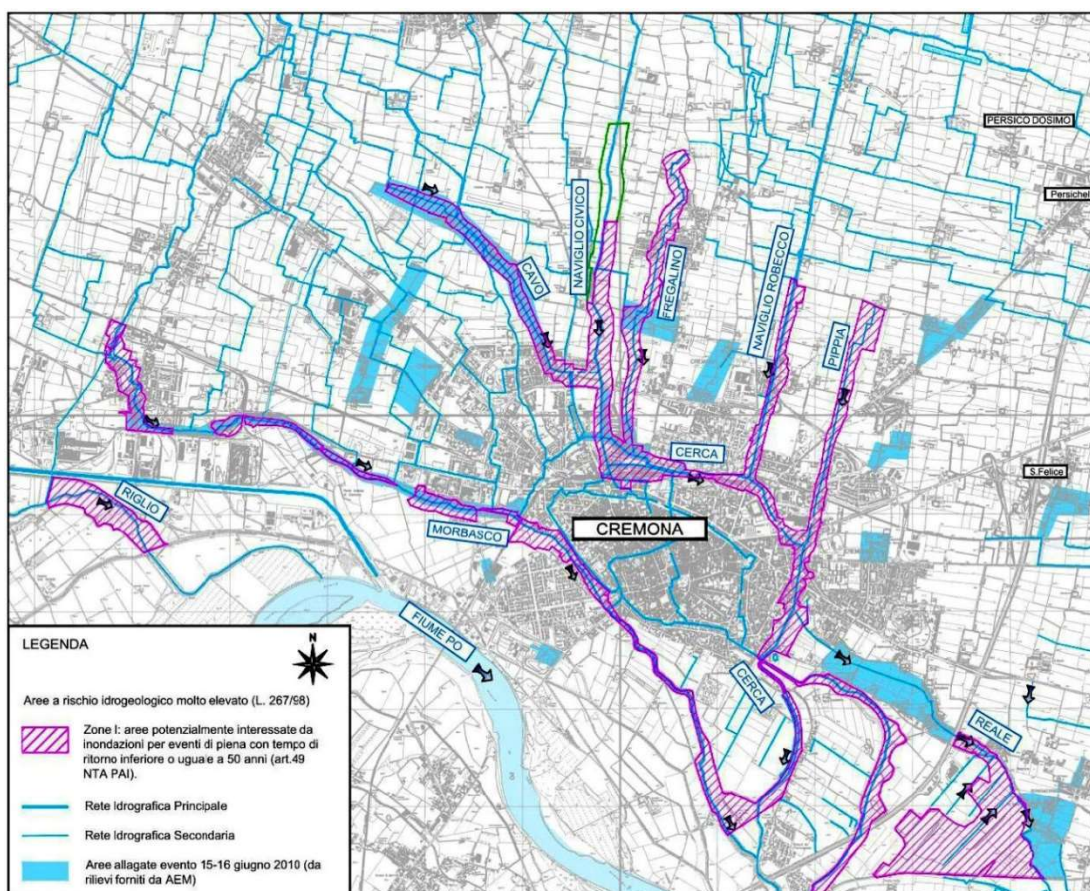 PERSICO DOSIMO
Persichel
NAVIGLIO CIVICO
CAVO
FREGALINO
NAVIGLIO ROBECCO
PIPPIA
CERCA
S.Felice
RIGLIO
MORBASCO
CREMONA
FIUME PO
CERCA
REALE
LEGENDA
N
Aree a rischio idrogeologico molto elevato (L. 267/98)
Zone I: aree potenzialmente interessate da
inondazioni per eventi di piena con tempo di
ritorno inferiore o uguale a 50 anni (art.49
NTA PAI).
Rete Idrografica Principale
Rete Idrografica Secondaria
Aree allagate evento 15-16 giugno 2010 (da
rilievi forniti da AEM)